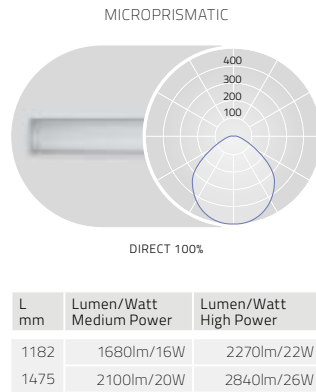 MICROPRISMATIC
400
300
200
100
DIRECT 100%
L mm Lumen/Watt Medium Power Lumen/Watt High Power
1182 1680lm/16W 2270lm/22W
1475 2100lm/20W 2840lm/26W